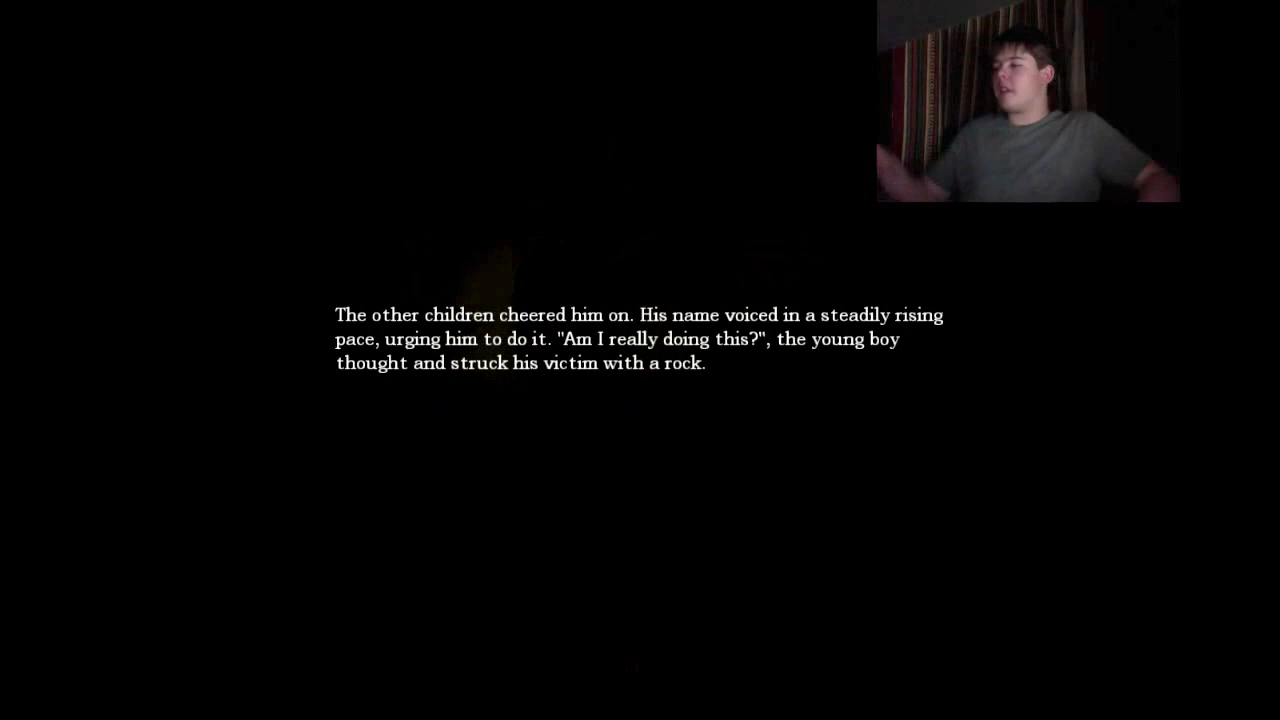 The other children cheered him on. His name voiced in a steadily rising
pace, urging him to do it. "Am I really doing this?", the young boy
thought and struck his victim with a rock.